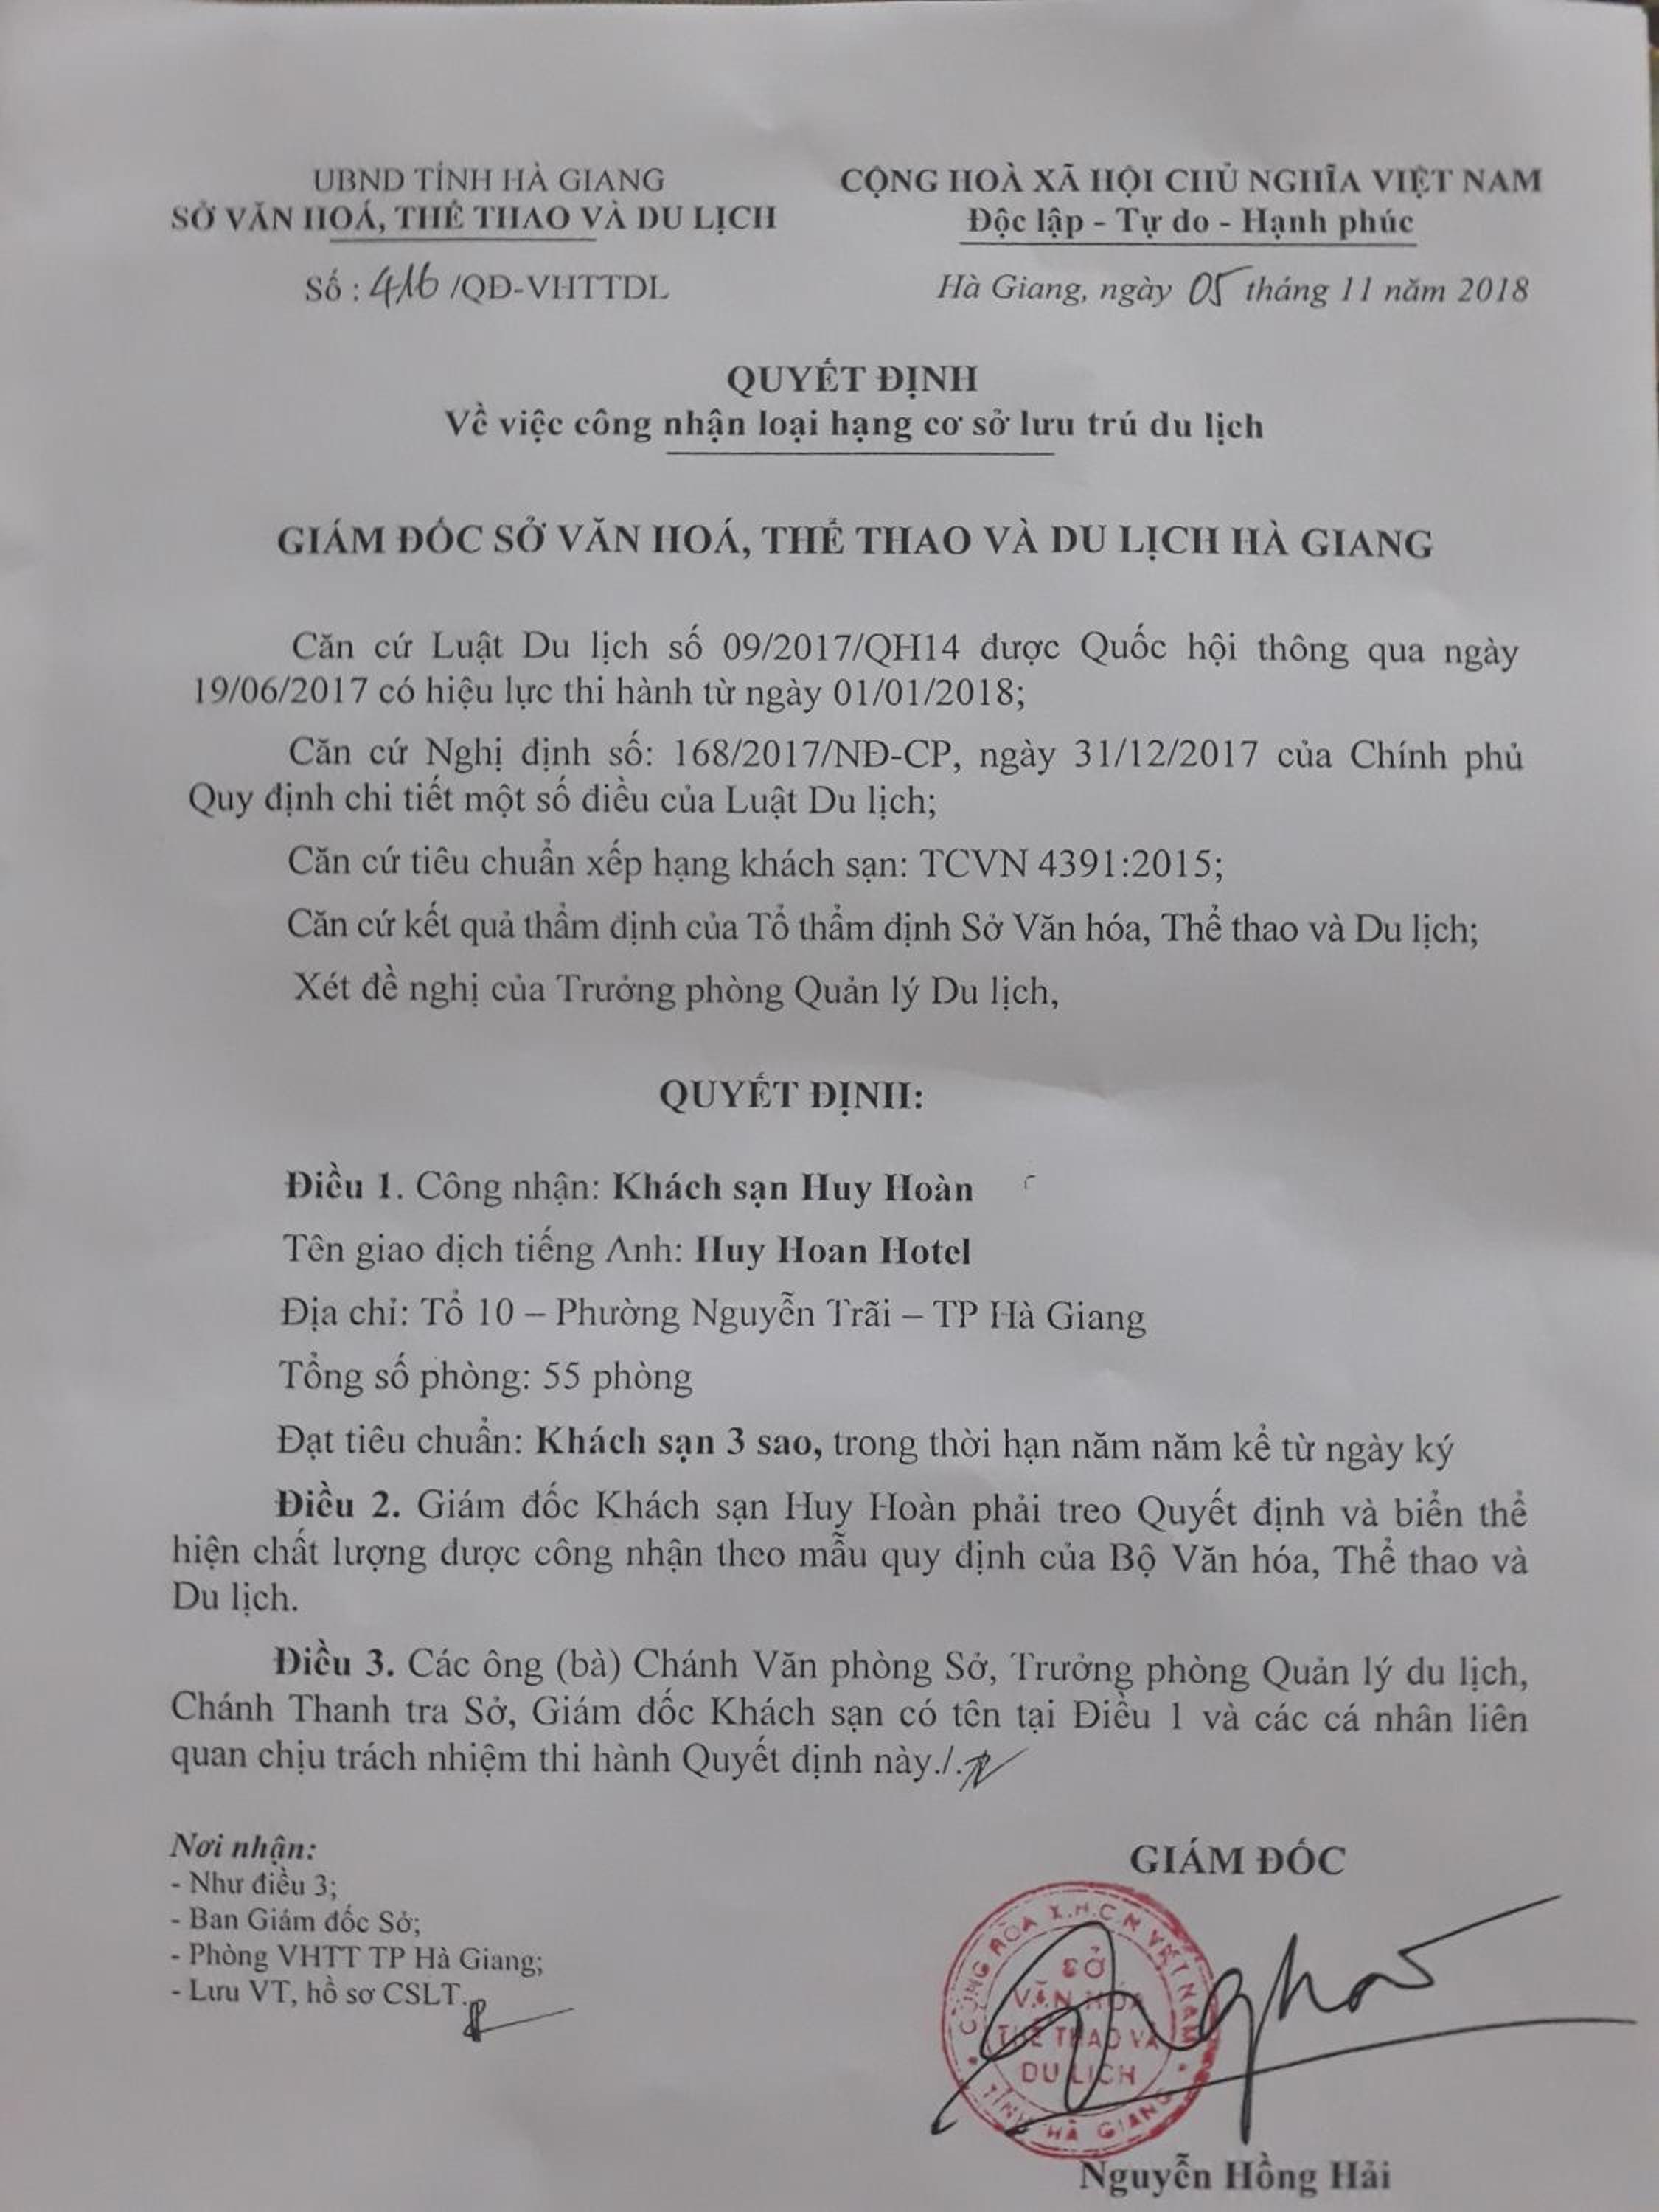 UBND TỈNH HÀ GIANG
SỞ VĂN HOÁ, THỂ THAO VÀ DU LỊCH
Số : 416 /QĐ-VHTTDL
CỘNG HOÀ XÃ HỘI CHỦ NGHĨA VIỆT NAM
Độc lập - Tự do - Hạnh phúc
Hà Giang, ngày 05 tháng 11 năm 2018
QUYẾT ĐỊNH
Về việc công nhận loại hạng cơ sở lưu trú du lịch
GIÁM ĐỐC SỞ VĂN HOÁ, THỂ THAO VÀ DU LỊCH HÀ GIANG
Căn cứ Luật Du lịch số 09/2017/QH14 được Quốc hội thông qua ngày
19/06/2017 có hiệu lực thi hành từ ngày 01/01/2018;
Căn cứ Nghị định số: 168/2017/NĐ-CP, ngày 31/12/2017 của Chính phủ
Quy định chi tiết một số điều của Luật Du lịch;
Căn cứ tiêu chuẩn xếp hạng khách sạn: TCVN 4391:2015;
Căn cứ kết quả thẩm định của Tổ thẩm định Sở Văn hóa, Thể thao và Du lịch;
Xét đề nghị của Trưởng phòng Quản lý Du lịch,
QUYẾT ĐỊNH:
Điều 1. Công nhận: Khách sạn Huy Hoàn
Tên giao dịch tiếng Anh: Huy Hoan Hotel
Địa chỉ: Tổ 10 – Phường Nguyễn Trãi – TP Hà Giang
Tổng số phòng: 55 phòng
Đạt tiêu chuẩn: Khách sạn 3 sao, trong thời hạn năm năm kể từ ngày ký
Điều 2. Giám đốc Khách sạn Huy Hoàn phải treo Quyết định và biển thể
hiện chất lượng được công nhận theo mẫu quy định của Bộ Văn hóa, Thể thao và
Du lịch.
Điều 3. Các ông (bà) Chánh Văn phòng Sở, Trưởng phòng Quản lý du lịch,
Chánh Thanh tra Sở, Giám đốc Khách sạn có tên tại Điều 1 và các cá nhân liên
quan chịu trách nhiệm thi hành Quyết định này./.
Nơi nhận:
- Như điều 3;
- Ban Giám đốc Sở;
- Phòng VHTT TP Hà Giang;
- Lưu VT, hồ sơ CSLT.
GIÁM ĐỐC
CỘNG HÒA X.H.C.N VIỆT NAM
SỞ
VĂN HOÁ
THỂ THAO VÀ
DU LỊCH
TỈNH HÀ GIANG
Nguyễn Hồng Hải